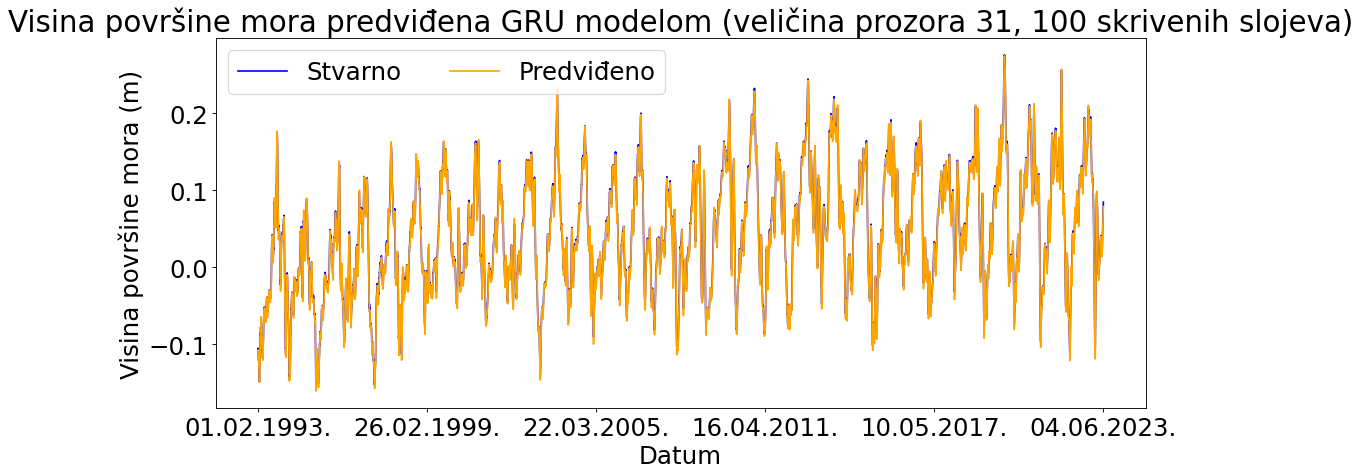 Visina površine mora predviđena GRU modelom (veličina prozora 31, 100 skrivenih slojeva)
Stvarno Predviđeno
Visina površine mora (m)
0.2
0.1
0.0
−0.1
01.02.1993. 26.02.1999. 22.03.2005. 16.04.2011. 10.05.2017. 04.06.2023.
Datum